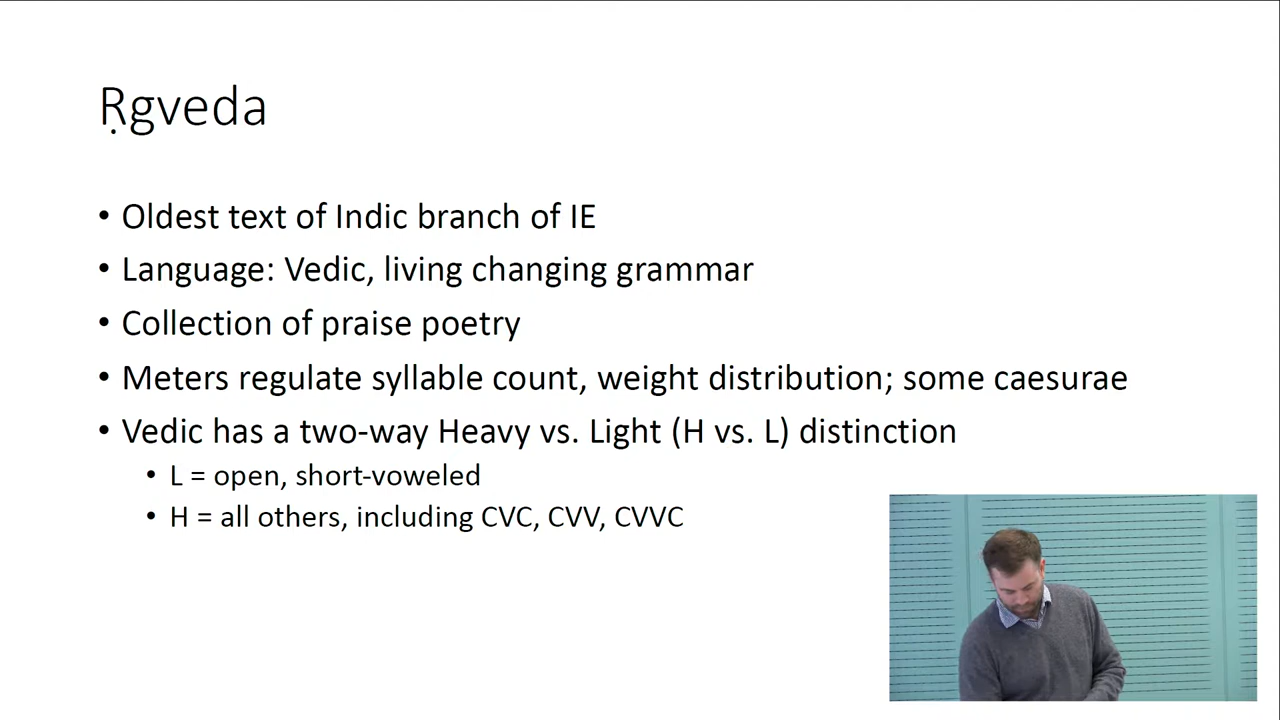 Ṛgveda
• Oldest text of Indic branch of IE
• Language: Vedic, living changing grammar
• Collection of praise poetry
• Meters regulate syllable count, weight distribution; some caesurae
• Vedic has a two-way Heavy vs. Light (H vs. L) distinction
• L = open, short-voweled
• H = all others, including CVC, CVV, CVVC